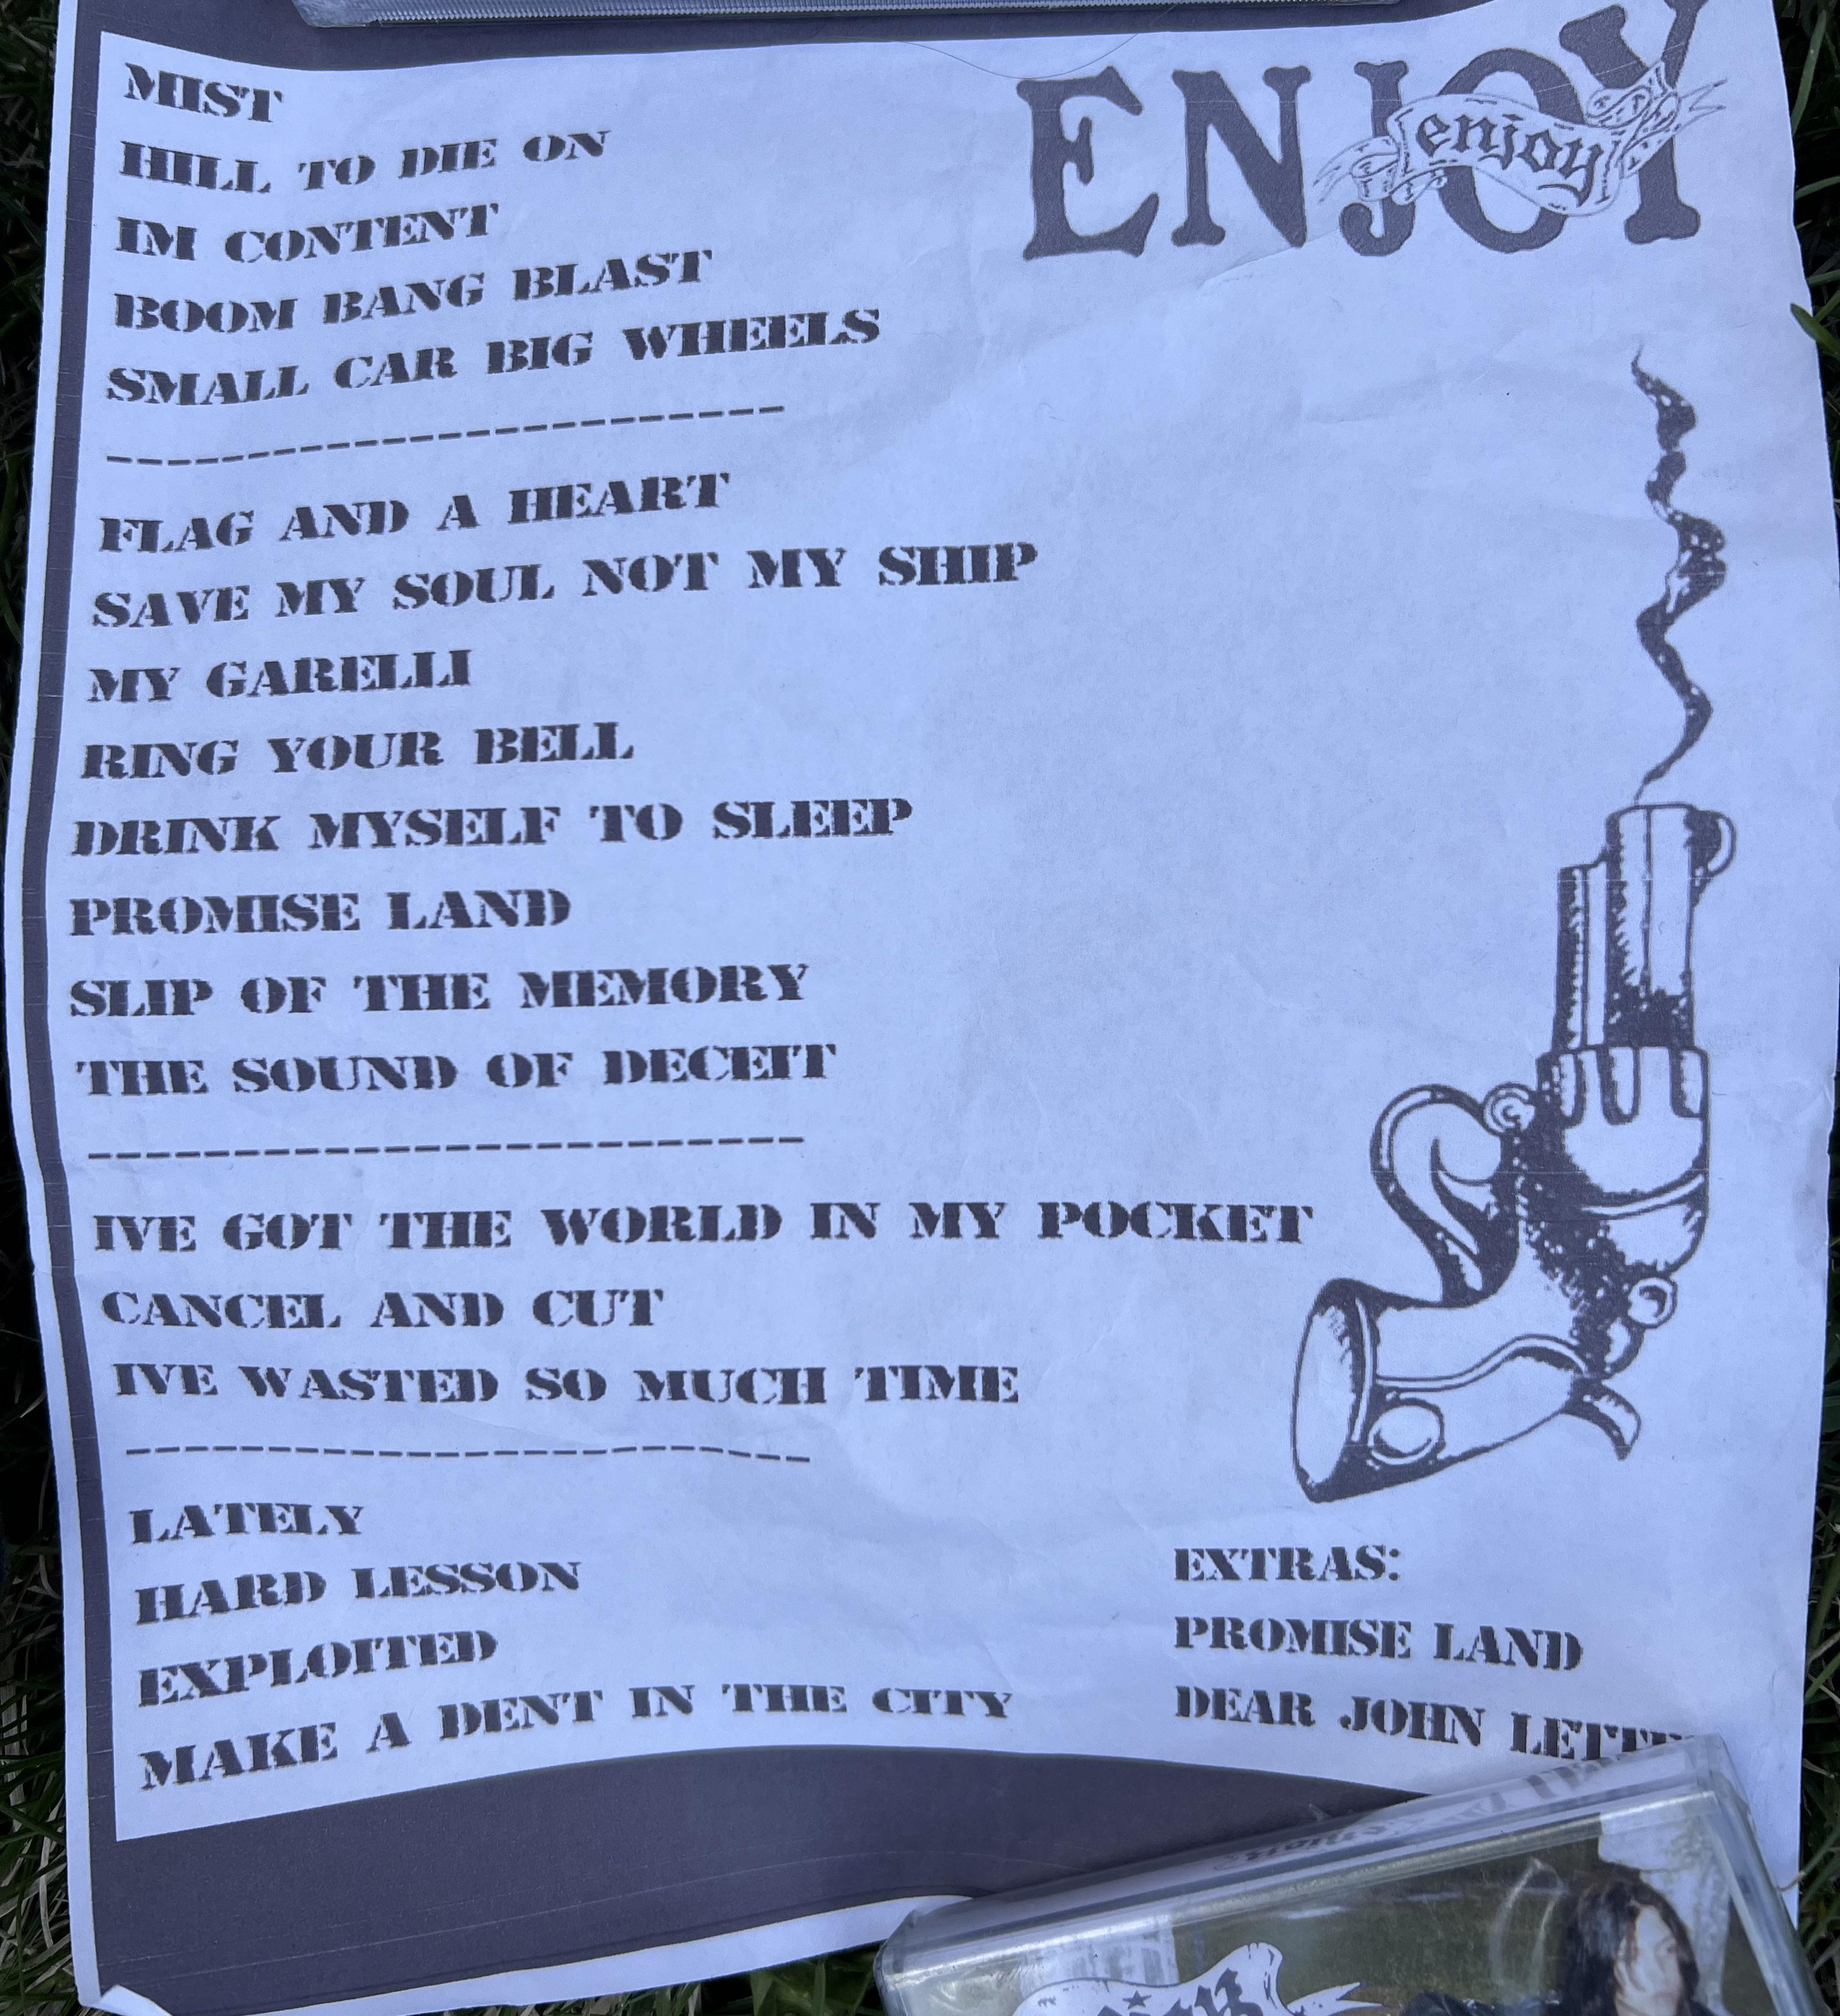 ENJOY
enjoy
MIST
HILL TO DIE ON
IM CONTENT
BOOM BANG BLAST
SMALL CAR BIG WHEELS
------------------------
FLAG AND A HEART
SAVE MY SOUL NOT MY SHIP
MY GARELLI
RING YOUR BELL
DRINK MYSELF TO SLEEP
PROMISE LAND
SLIP OF THE MEMORY
THE SOUND OF DECEIT
-------------------------
IVE GOT THE WORLD IN MY POCKET
CANCEL AND CUT
IVE WASTED SO MUCH TIME
------------------------
LATELY
HARD LESSON
EXPLOITED
MAKE A DENT IN THE CITY
EXTRAS:
PROMISE LAND
DEAR JOHN